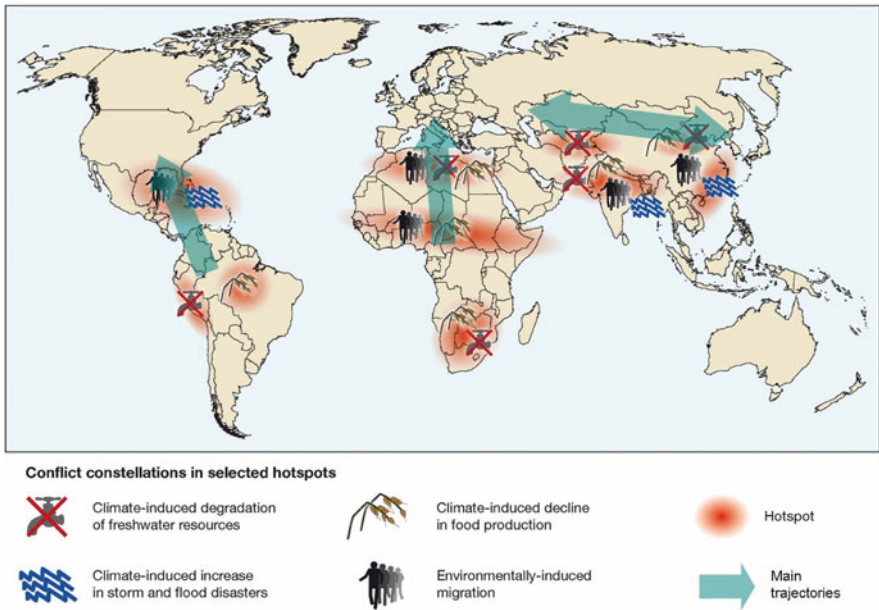 Conflict constellations in selected hotspots
Climate-induced degradation
of freshwater resources
Climate-induced decline
in food production
Hotspot
Climate-induced increase
in storm and flood disasters
Environmentally-induced
migration
Main
trajectories